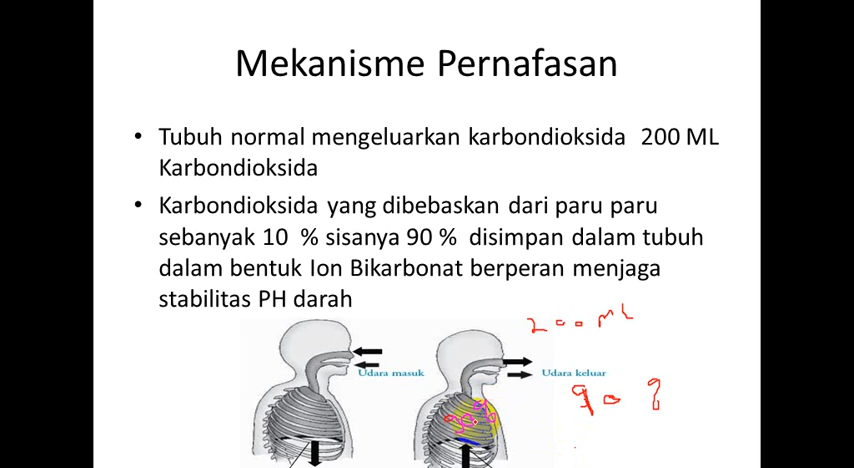 Mekanisme Pernafasan
• Tubuh normal mengeluarkan karbondioksida 200 ML
Karbondioksida
• Karbondioksida yang dibebaskan dari paru paru
sebanyak 10 % sisanya 90 % disimpan dalam tubuh
dalam bentuk Ion Bikarbonat berperan menjaga
stabilitas PH darah
200 ML
Udara masuk
Udara keluar
90 ?
90%